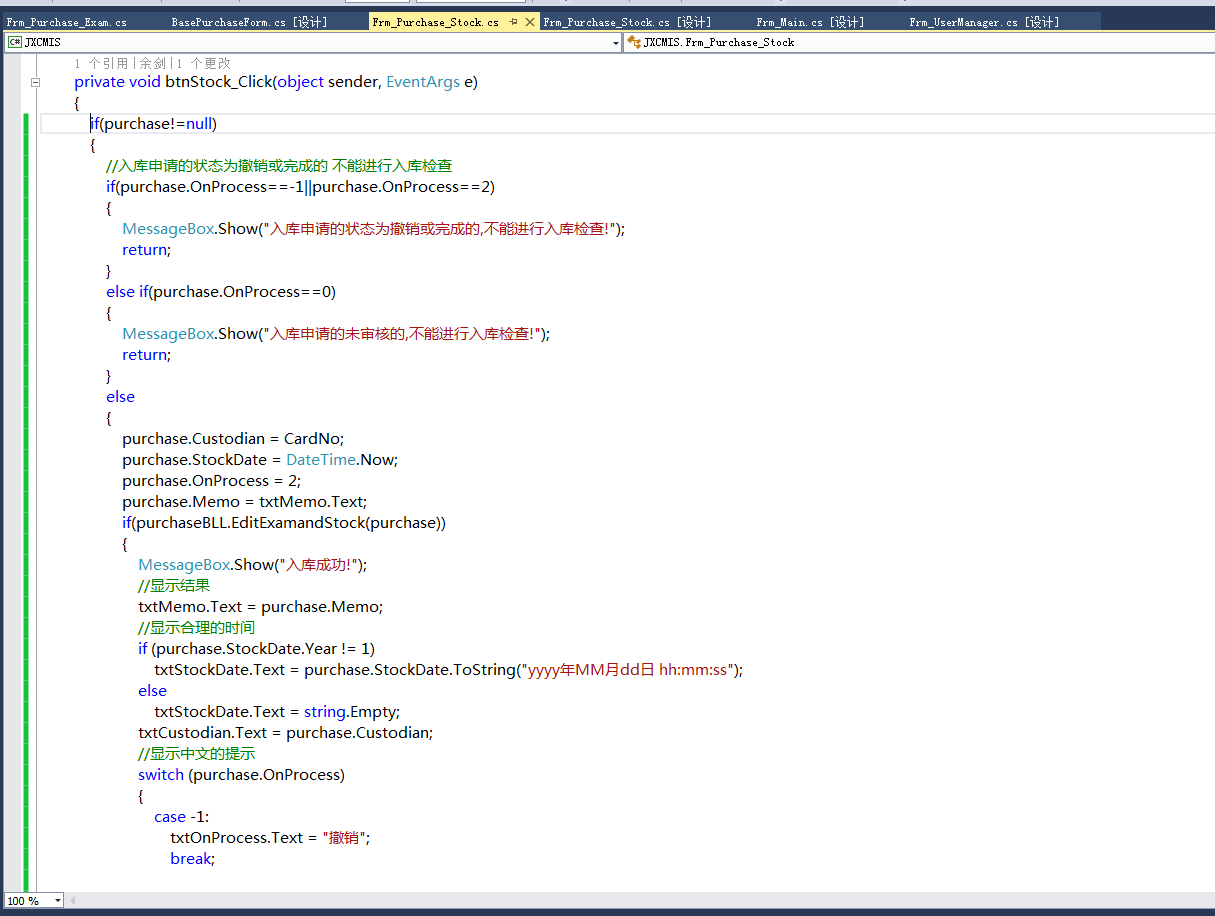 Frm_Purchase_Exam.cs BasePurchaseForm.cs [设计] Frm_Purchase_Stock.cs Frm_Purchase_Stock.cs [设计] Frm_Main.cs [设计] Frm_UserManager.cs [设计]
C# JXCMIS JXCMIS.Frm_Purchase_Stock
1 个引用|余剑|1 个更改
private void btnStock_Click(object sender, EventArgs e)
{
if(purchase!=null)
{
//入库申请的状态为撤销或完成的 不能进行入库检查
if(purchase.OnProcess==-1||purchase.OnProcess==2)
{
MessageBox.Show("入库申请的状态为撤销或完成的,不能进行入库检查!");
return;
}
else if(purchase.OnProcess==0)
{
MessageBox.Show("入库申请的未审核的,不能进行入库检查!");
return;
}
else
{
purchase.Custodian = CardNo;
purchase.StockDate = DateTime.Now;
purchase.OnProcess = 2;
purchase.Memo = txtMemo.Text;
if(purchaseBLL.EditExamandStock(purchase))
{
MessageBox.Show("入库成功!");
//显示结果
txtMemo.Text = purchase.Memo;
//显示合理的时间
if (purchase.StockDate.Year != 1)
txtStockDate.Text = purchase.StockDate.ToString("yyyy年MM月dd日 hh:mm:ss");
else
txtStockDate.Text = string.Empty;
txtCustodian.Text = purchase.Custodian;
//显示中文的提示
switch (purchase.OnProcess)
{
case -1:
txtOnProcess.Text = "撤销";
break;
100 %